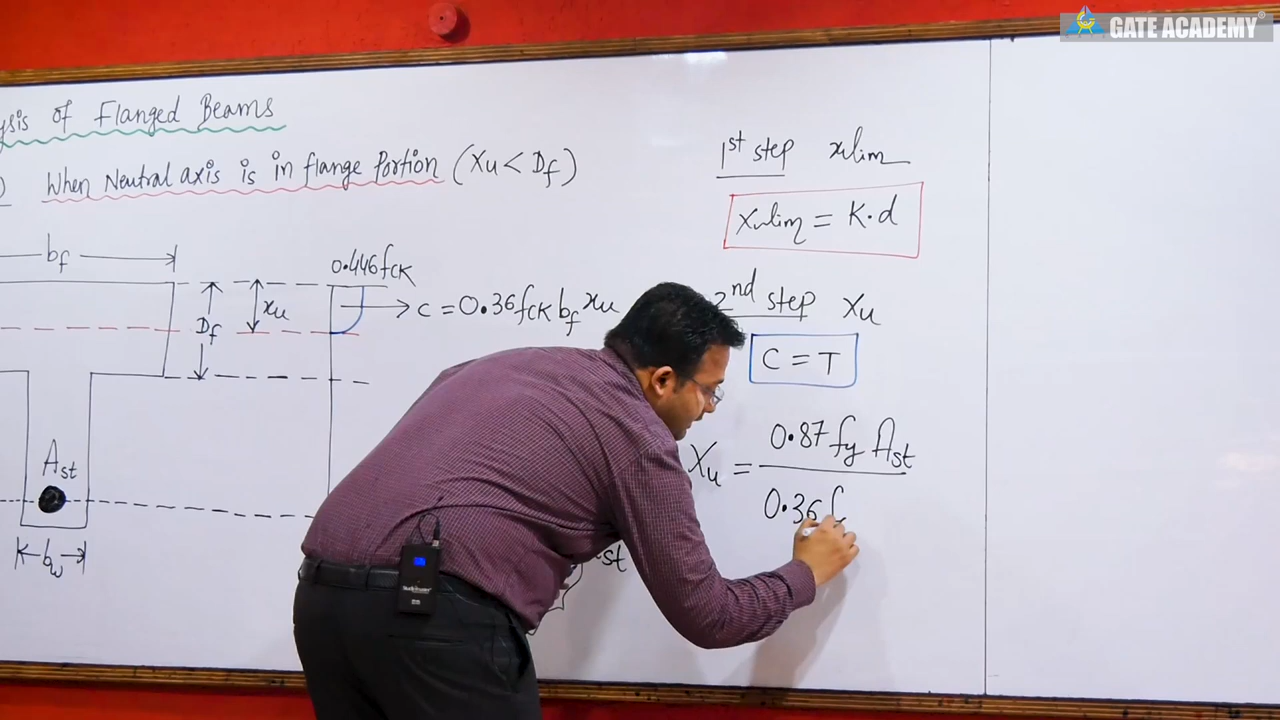 GATE ACADEMY®
of Flanged Beams
When Neutral axis is in flange Portion (Xu < Df)
bf
Df
xu
0.446fck
C = 0.36fck bf xu
Ast
bw
st
1st step xulim
Xulim = K·d
2nd step Xu
C = T
Xu = 0.87 fy Ast
0.36 f